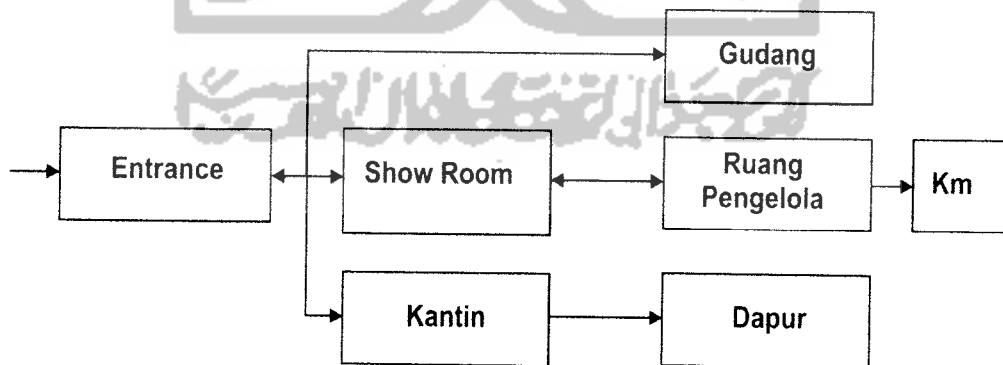 Gudang
Entrance
Show Room
Ruang
Pengelola
Km
Kantin
Dapur